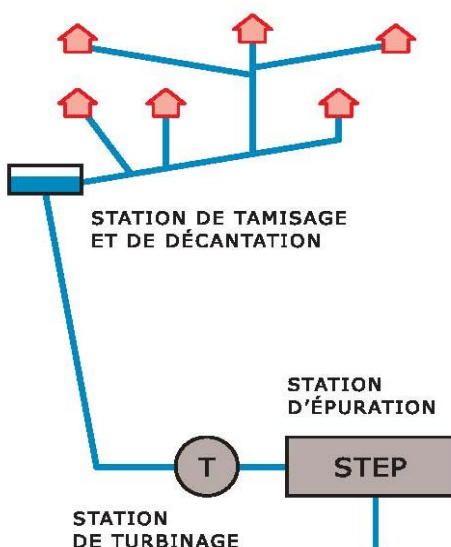 STATION DE TAMISAGE
ET DE DÉCANTATION
STATION
D'ÉPURATION
T
STEP
STATION
DE TURBINAGE